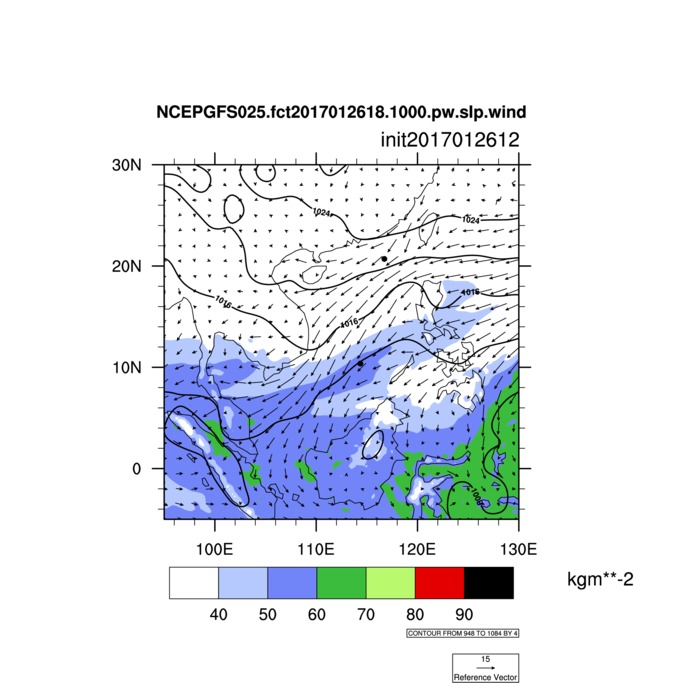 NCEPGFS025.fct2017012618.1000.pw.slp.wind
init2017012612
30N
1024
1024
20N
1016
1016
1016
10N
0
1008
100E 110E 120E 130E
kgm**-2
40 50 60 70 80 90
CONTOUR FROM 948 TO 1084 BY 4
15
Reference Vector